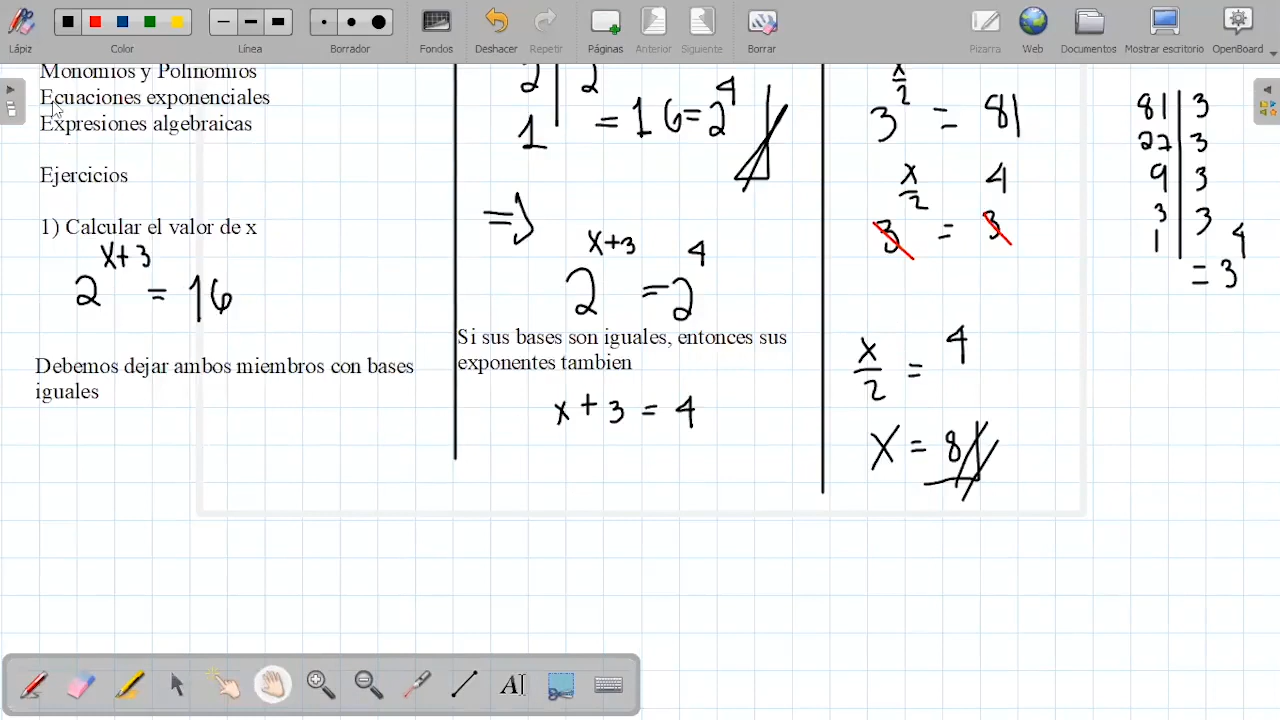 Lápiz
Color
Línea
Borrador
Fondos
Deshacer
Repetir
Páginas
Anterior
Siguiente
Borrar
Pizarra
Web
Documentos
Mostrar escritorio
OpenBoard
Monomios y Polinomios
Ecuaciones exponenciales
Expresiones algebraicas
Ejercicios
1) Calcular el valor de x
2^(x+3) = 16
Debemos dejar ambos miembros con bases
iguales
2 | 2
1 | = 16=2^4
=>
2^(x+3) =2^4
Si sus bases son iguales, entonces sus
exponentes tambien
x + 3 = 4
3^(x/2) = 81
3^(x/2) = 3^4
x/2 = 4
X = 8
81 | 3
27 | 3
9 | 3
3 | 3
1 |
= 3^4
AI